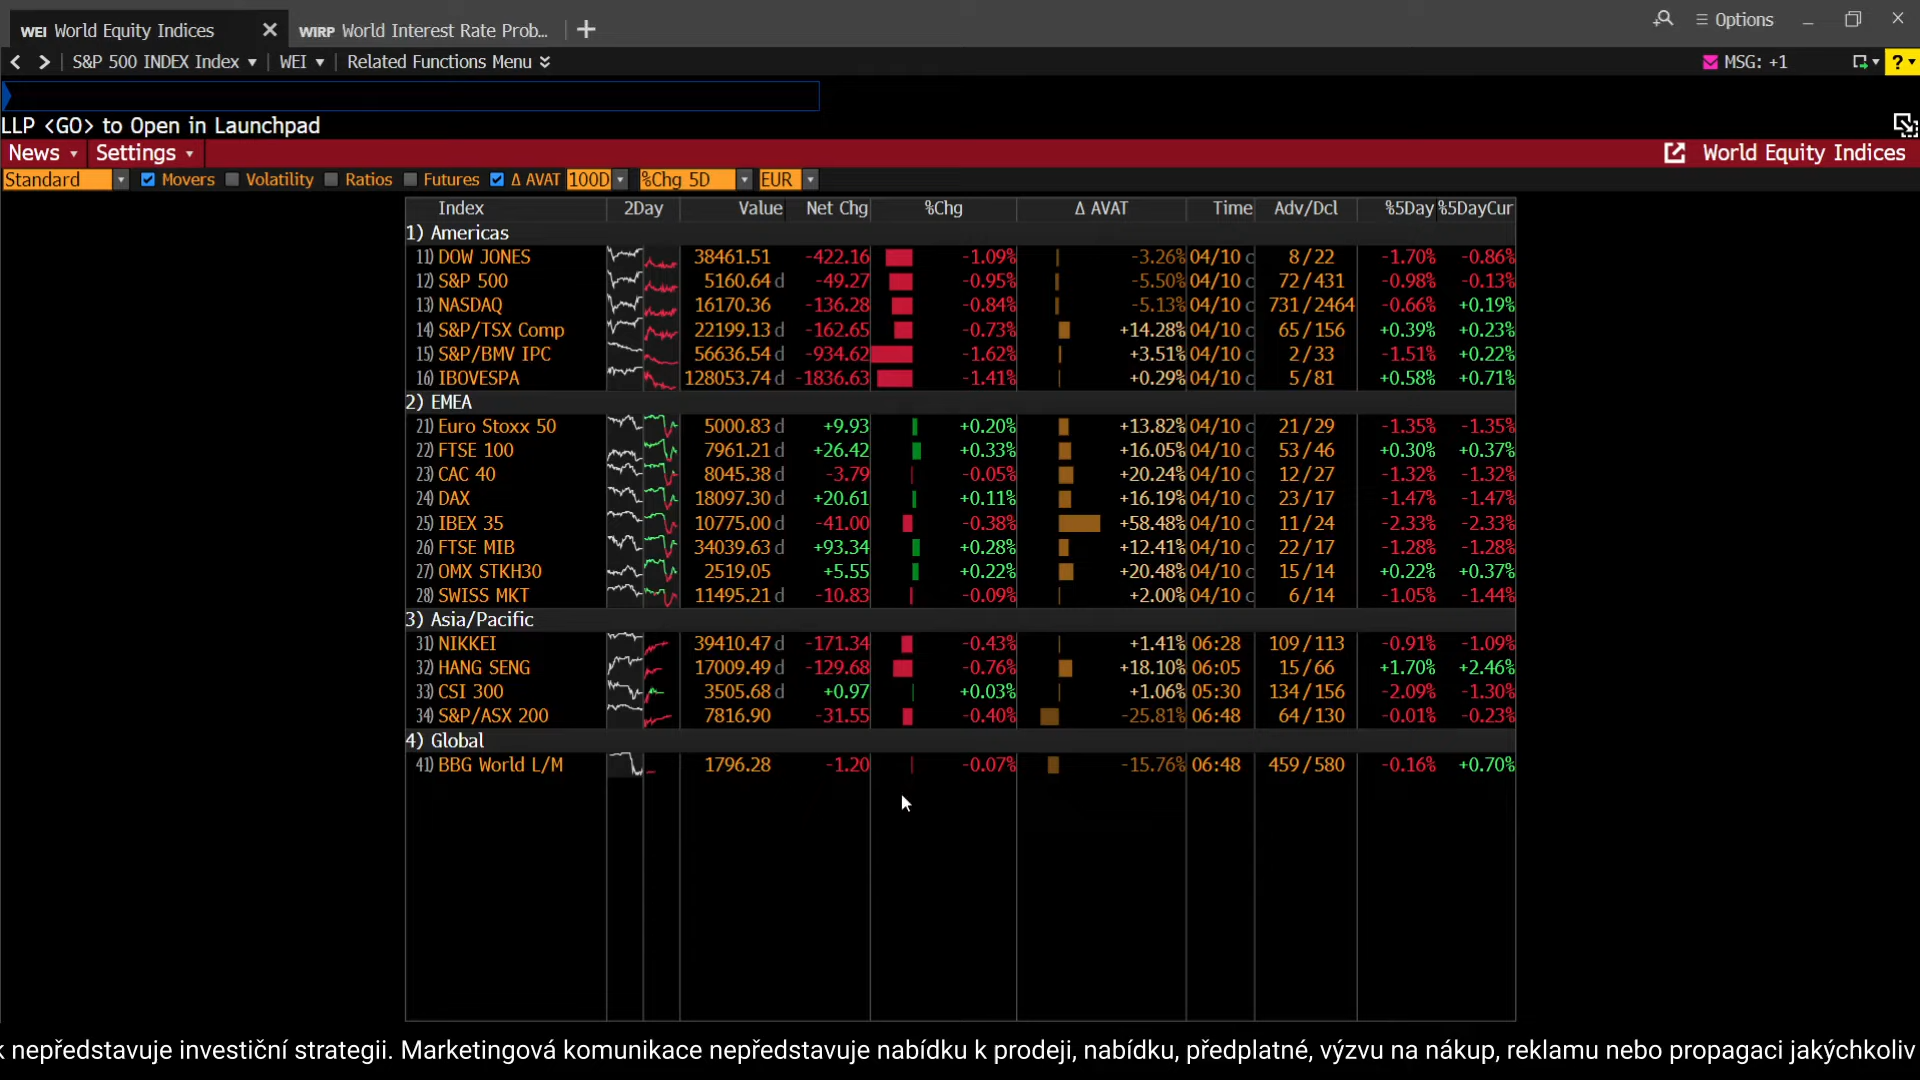 WEI World Equity Indices WIRP World Interest Rate Prob...
Options
S&P 500 INDEX Index WEI Related Functions Menu MSG: +1 ?
LLP <GO> to Open in Launchpad
News Settings World Equity Indices
Standard Movers Volatility Ratios Futures Δ AVAT 100D %Chg 5D EUR
Index 2Day Value Net Chg %Chg Δ AVAT Time Adv/Dcl %5Day %5DayCur
1) Americas
11) DOW JONES 38461.51 -422.16 -1.09% -3.26% 04/10 c 8/22 -1.70% -0.86%
12) S&P 500 5160.64 d -49.27 -0.95% -5.50% 04/10 c 72/431 -0.98% -0.13%
13) NASDAQ 16170.36 -136.28 -0.84% -5.13% 04/10 c 731/2464 -0.66% +0.19%
14) S&P/TSX Comp 22199.13 d -162.65 -0.73% +14.28% 04/10 c 65/156 +0.39% +0.23%
15) S&P/BMV IPC 56636.54 d -934.62 -1.62% +3.51% 04/10 c 2/33 -1.51% +0.22%
16) IBOVESPA 128053.74 d -1836.63 -1.41% +0.29% 04/10 c 5/81 +0.58% +0.71%
2) EMEA
21) Euro Stoxx 50 5000.83 d +9.93 +0.20% +13.82% 04/10 c 21/29 -1.35% -1.35%
22) FTSE 100 7961.21 d +26.42 +0.33% +16.05% 04/10 c 53/46 +0.30% +0.37%
23) CAC 40 8045.38 d -3.79 -0.05% +20.24% 04/10 c 12/27 -1.32% -1.32%
24) DAX 18097.30 d +20.61 +0.11% +16.19% 04/10 c 23/17 -1.47% -1.47%
25) IBEX 35 10775.00 d -41.00 -0.38% +58.48% 04/10 c 11/24 -2.33% -2.33%
26) FTSE MIB 34039.63 d +93.34 +0.28% +12.41% 04/10 c 22/17 -1.28% -1.28%
27) OMX STKH30 2519.05 +5.55 +0.22% +20.48% 04/10 c 15/14 +0.22% +0.37%
28) SWISS MKT 11495.21 d -10.83 -0.09% +2.00% 04/10 c 6/14 -1.05% -1.44%
3) Asia/Pacific
31) NIKKEI 39410.47 d -171.34 -0.43% +1.41% 06:28 109/113 -0.91% -1.09%
32) HANG SENG 17009.49 d -129.68 -0.76% +18.10% 06:05 15/66 +1.70% +2.46%
33) CSI 300 3505.68 d +0.97 +0.03% +1.06% 05:30 134/156 -2.09% -1.30%
34) S&P/ASX 200 7816.90 -31.55 -0.40% -25.81% 06:48 64/130 -0.01% -0.23%
4) Global
41) BBG World L/M 1796.28 -1.20 -0.07% -15.76% 06:48 459/580 -0.16% +0.70%
nepředstavuje investiční strategii. Marketingová komunikace nepředstavuje nabídku k prodeji, nabídku, předplatné, výzvu na nákup, reklamu nebo propagaci jakýchkoliv